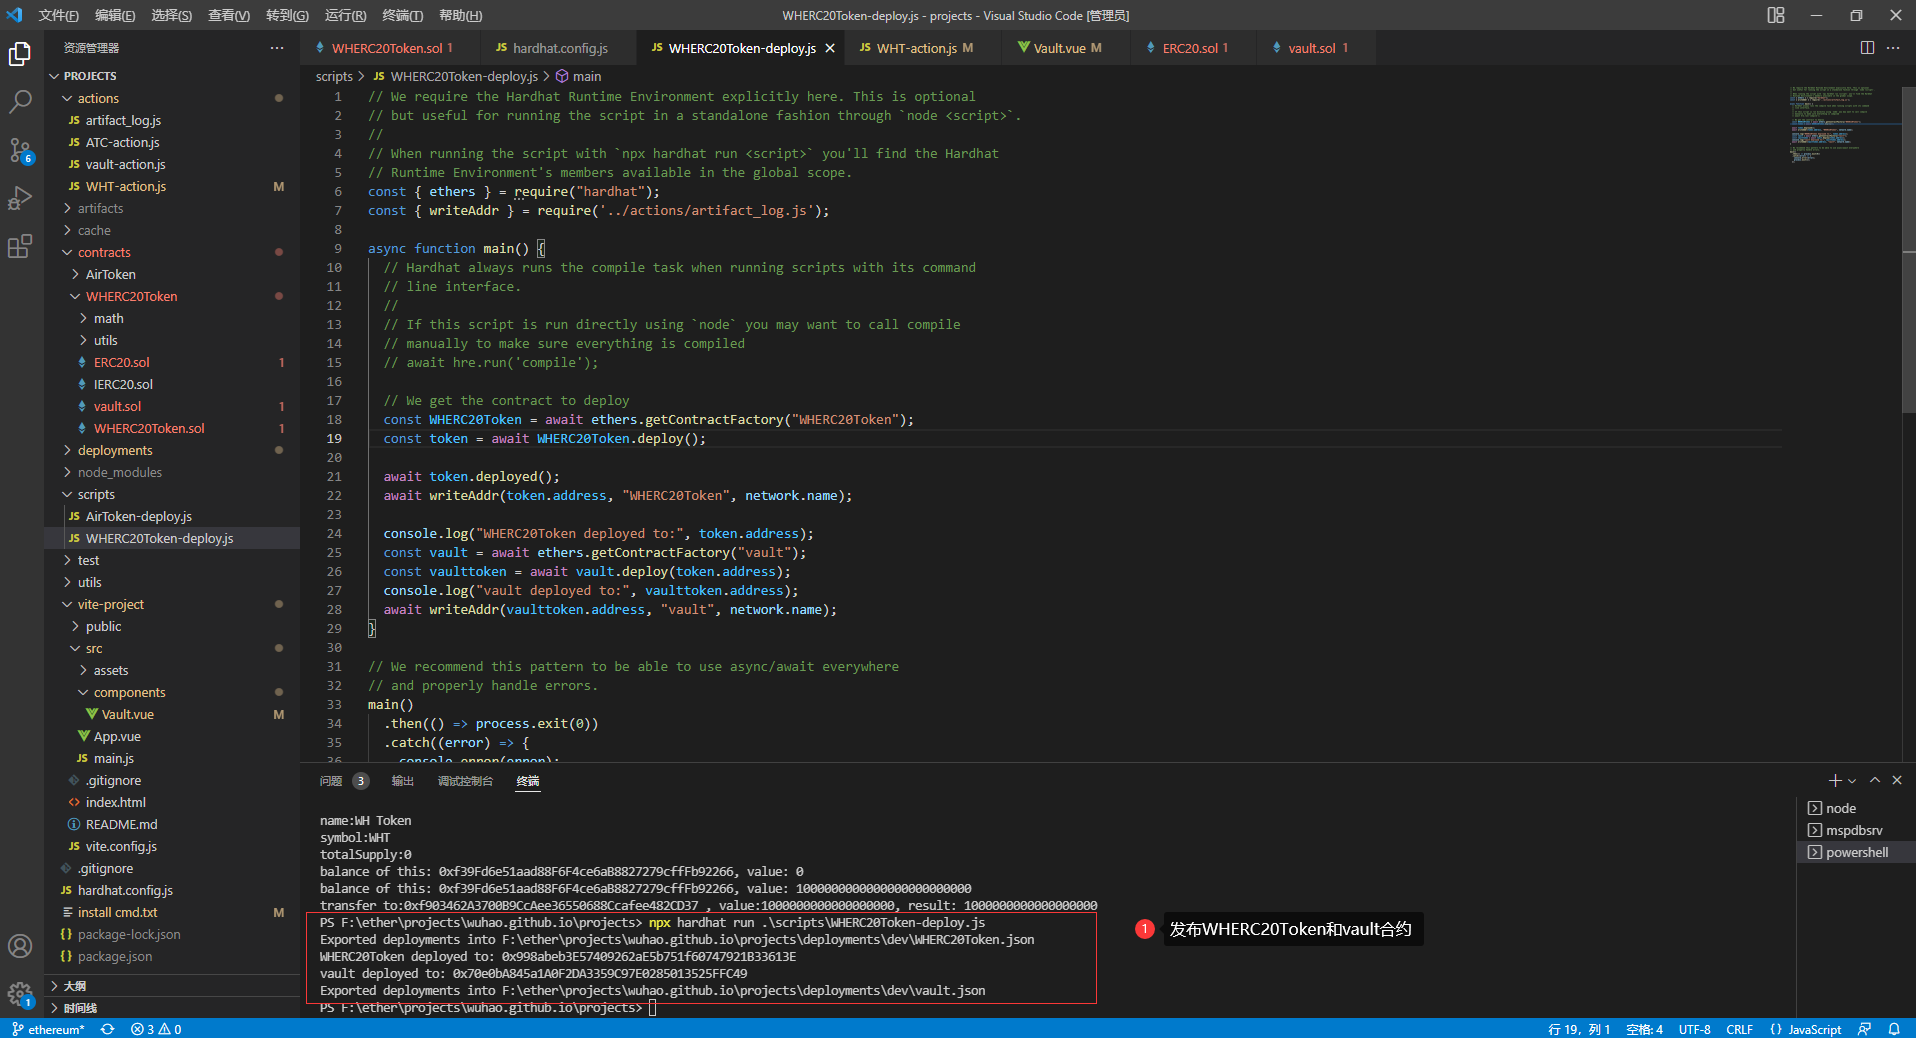 文件(F) 编辑(E) 选择(S) 查看(V) 转到(G) 运行(R) 终端(T) 帮助(H)
WHERC20Token-deploy.js - projects - Visual Studio Code [管理员]
资源管理器 ···
WHERC20Token.sol 1 hardhat.config.js WHERC20Token-deploy.js WHT-action.js M Vault.vue M ERC20.sol 1 vault.sol 1
scripts > JS WHERC20Token-deploy.js > main
PROJECTS
actions
JS artifact_log.js
JS ATC-action.js
JS vault-action.js
JS WHT-action.js M
artifacts
cache
contracts
AirToken
WHERC20Token
math
utils
ERC20.sol 1
IERC20.sol
vault.sol 1
WHERC20Token.sol 1
deployments
node_modules
scripts
JS AirToken-deploy.js
JS WHERC20Token-deploy.js
test
utils
vite-project
public
src
assets
components
Vault.vue M
App.vue
JS main.js
.gitignore
index.html
README.md
JS vite.config.js
.gitignore
JS hardhat.config.js
install cmd.txt M
{} package-lock.json
{} package.json
大纲
时间线
6
1
1 // We require the Hardhat Runtime Environment explicitly here. This is optional
2 // but useful for running the script in a standalone fashion through `node <script>`.
3 //
4 // When running the script with `npx hardhat run <script>` you'll find the Hardhat
5 // Runtime Environment's members available in the global scope.
6 const { ethers } = require("hardhat");
7 const { writeAddr } = require('../actions/artifact_log.js');
8
9 async function main() {
10 // Hardhat always runs the compile task when running scripts with its command
11 // line interface.
12 //
13 // If this script is run directly using `node` you may want to call compile
14 // manually to make sure everything is compiled
15 // await hre.run('compile');
16
17 // We get the contract to deploy
18 const WHERC20Token = await ethers.getContractFactory("WHERC20Token");
19 const token = await WHERC20Token.deploy();
20
21 await token.deployed();
22 await writeAddr(token.address, "WHERC20Token", network.name);
23
24 console.log("WHERC20Token deployed to:", token.address);
25 const vault = await ethers.getContractFactory("vault");
26 const vaulttoken = await vault.deploy(token.address);
27 console.log("vault deployed to:", vaulttoken.address);
28 await writeAddr(vaulttoken.address, "vault", network.name);
29 }
30
31 // We recommend this pattern to be able to use async/await everywhere
32 // and properly handle errors.
33 main()
34 .then(() => process.exit(0))
35 .catch((error) => {
36 console.error(error);
问题 3 输出 调试控制台 终端
name:WH Token
symbol:WHT
totalSupply:0
balance of this: 0xf39Fd6e51aad88F6F4ce6aB8827279cffFb92266, value: 0
balance of this: 0xf39Fd6e51aad88F6F4ce6aB8827279cffFb92266, value: 10000000000000000000000
transfer to:0xf903462A3700B9CcAee36550688Ccafee482CD37 , value:100000000000000000, result: 100000000000000000
PS F:\ether\projects\wuhao.github.io\projects> npx hardhat run .\scripts\WHERC20Token-deploy.js
Exported deployments into F:\ether\projects\wuhao.github.io\projects\deployments\dev\WHERC20Token.json
WHERC20Token deployed to: 0x998abeb3E57409262aE5b751f60747921B33613E
vault deployed to: 0x70e0bA845a1A0F2DA3359C97E0285013525FFC49
Exported deployments into F:\ether\projects\wuhao.github.io\projects\deployments\dev\vault.json
PS F:\ether\projects\wuhao.github.io\projects>
1 发布WHERC20Token和vault合约
node
mspdbsrv
powershell
ethereum* 3 0
行 19, 列 1 空格: 4 UTF-8 CRLF {} JavaScript